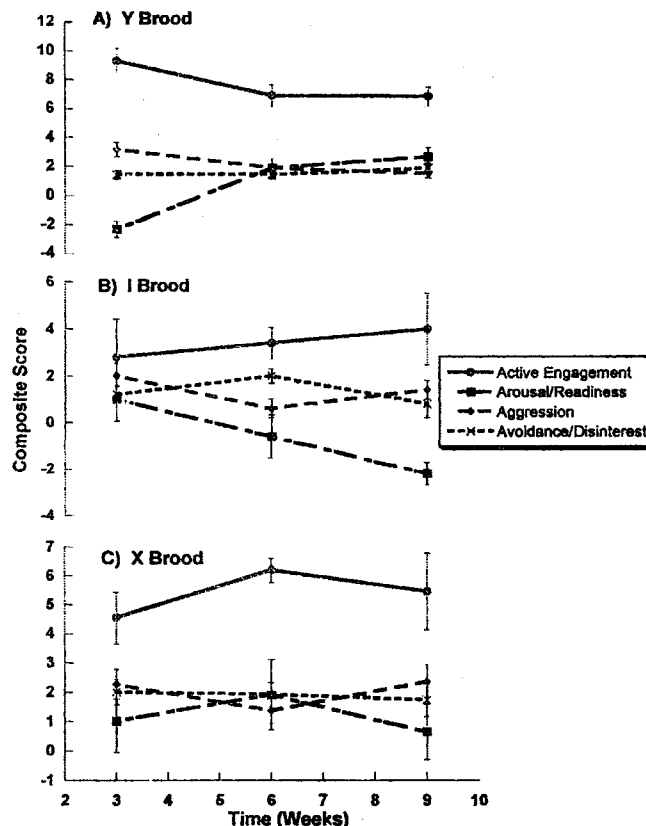 A) Y Brood
12
10
8
6
4
2
0
-2
-4
B) I Brood
6
4
2
0
-2
-4
Composite Score
Active Engagement
Arousal/Readiness
Aggression
Avoidance/Disinterest
C) X Brood
7
6
5
4
3
2
1
0
-1
2 3 4 5 6 7 8 9 10
Time (Weeks)